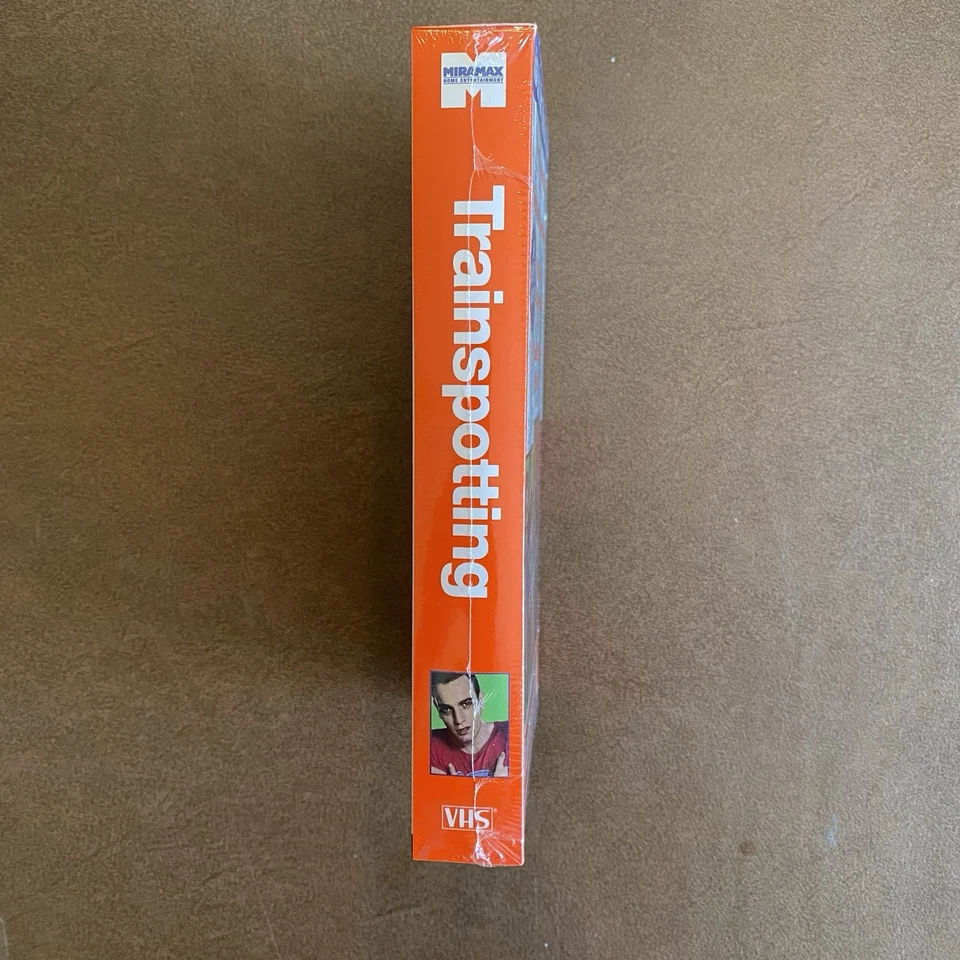 MIRAMAX
HOME ENTERTAINMENT
Trainspotting
VHS®